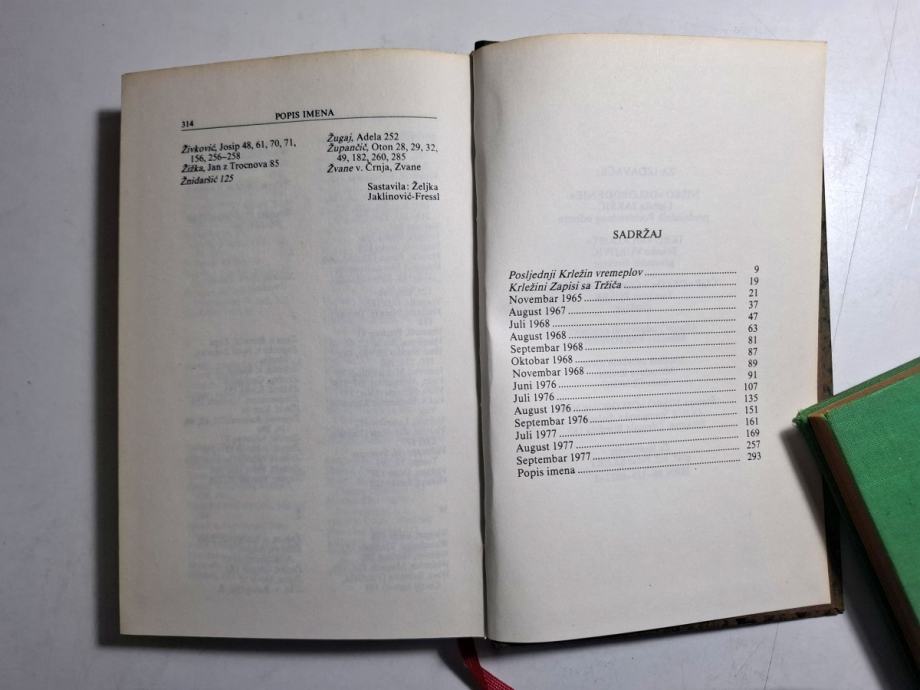 314
POPIS IMENA
Živković, Josip 48, 61, 70, 71,
156, 256–258
Žižka, Jan z Trocnova 85
Žnidaršić 125
Žugaj, Adela 252
Župančič, Oton 28, 29, 32,
49, 182, 260, 285
Žvane v. Črnja, Zvane
Sastavila: Željka
Jaklinović-Fressl
SADRŽAJ
Posljednji Krležin vremeplov 9
Krležini Zapisi sa Tržiča 19
Novembar 1965 21
August 1967 37
Juli 1968 47
August 1968 63
Septembar 1968 81
Oktobar 1968 87
Novembar 1968 89
Juni 1976 91
Juli 1976 107
August 1976 135
Septembar 1976 151
Juli 1977 161
August 1977 169
Septembar 1977 257
Popis imena 293